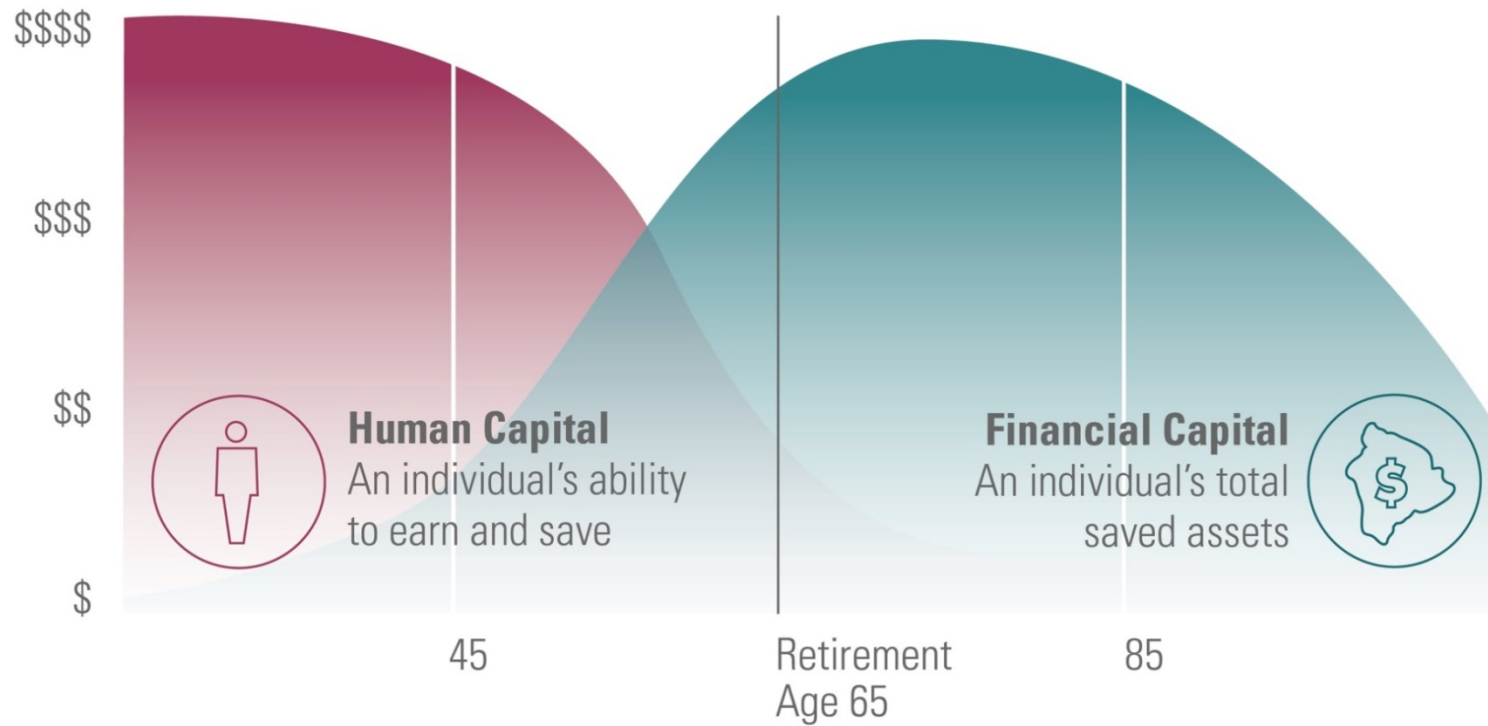 $$$$
$$$
$$
$
Human Capital
An individual’s ability
to earn and save
Financial Capital
An individual’s total
saved assets
$
45
Retirement
Age 65
85